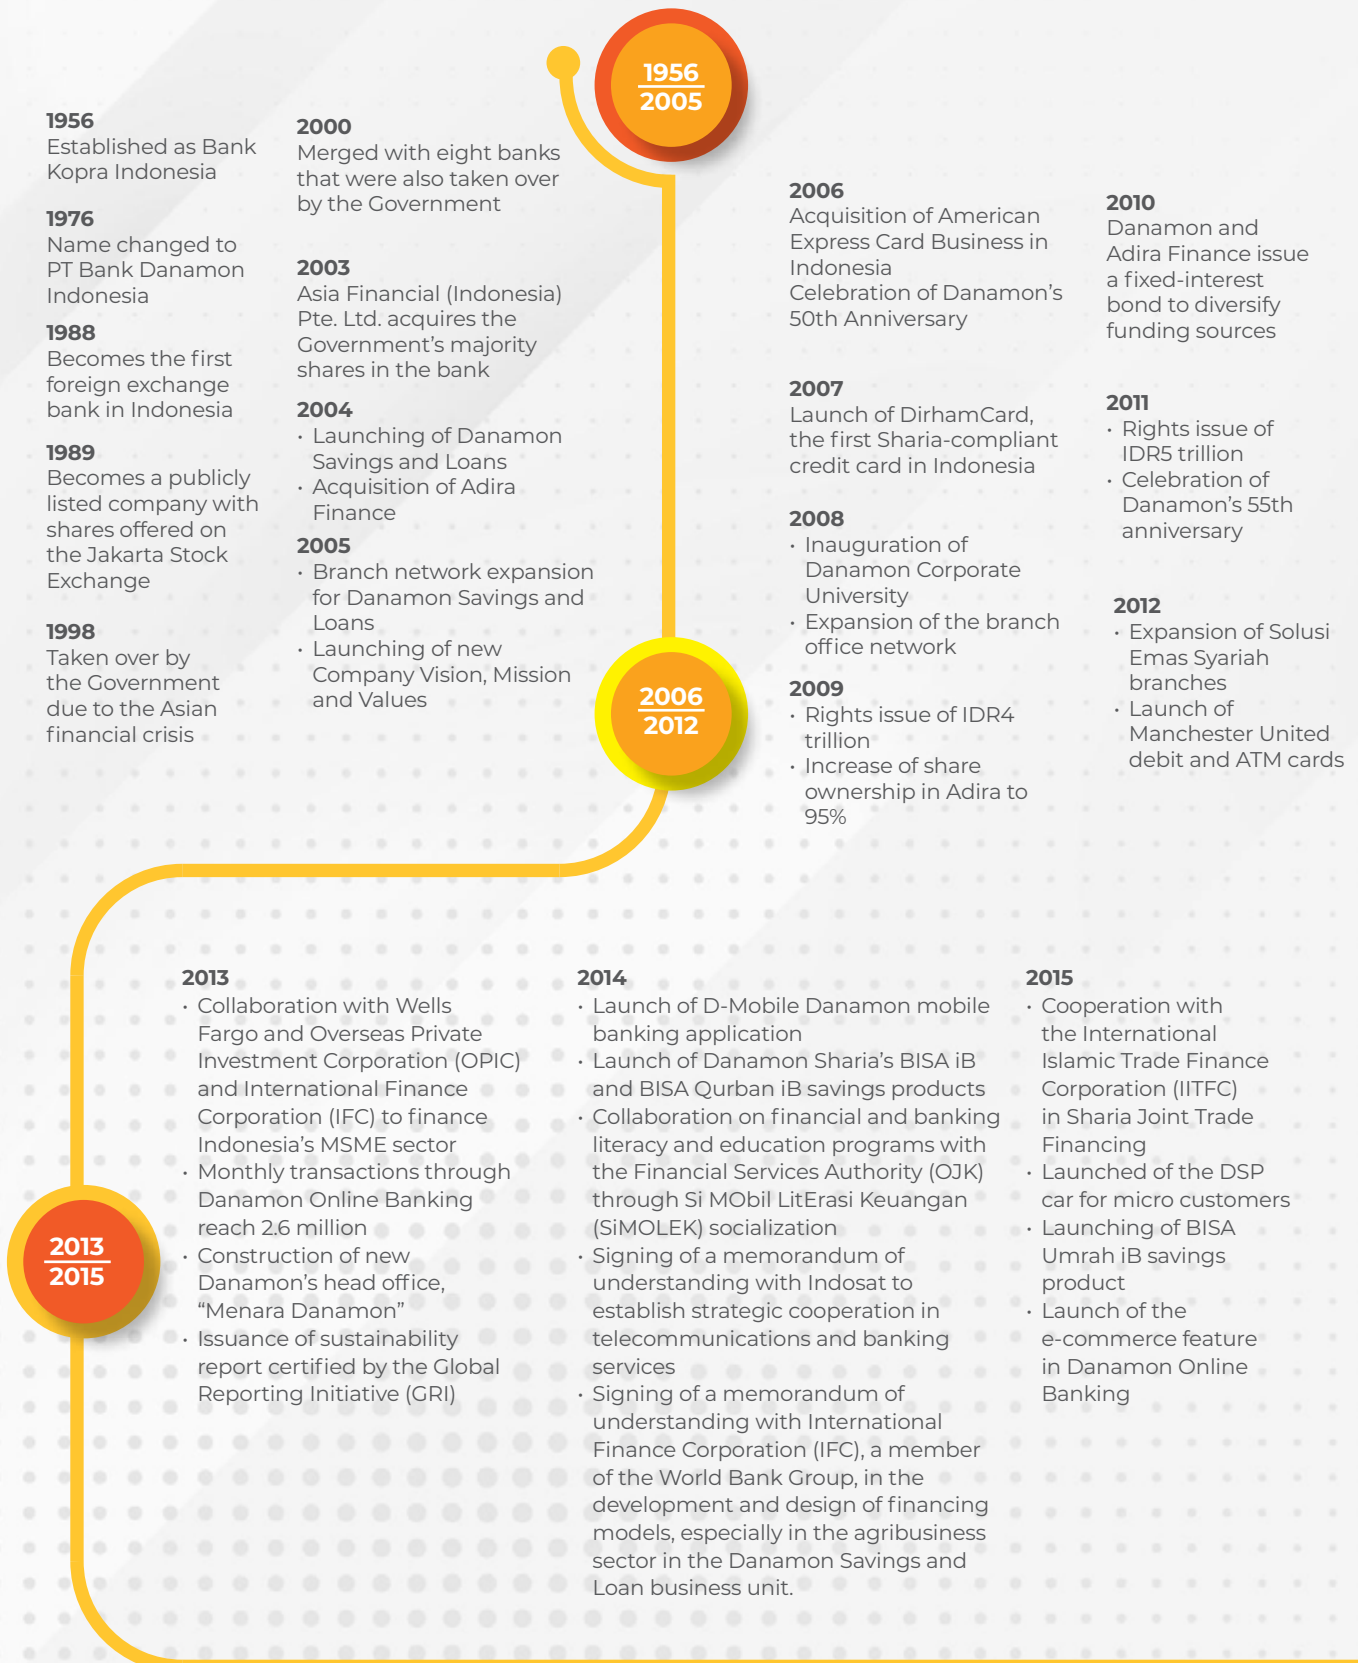 1956
2005
1956
Established as Bank
Kopra Indonesia
1976
Name changed to
PT Bank Danamon
Indonesia
1988
Becomes the first
foreign exchange
bank in Indonesia
1989
Becomes a publicly
listed company with
shares offered on
the Jakarta Stock
Exchange
1998
Taken over by
the Government
due to the Asian
financial crisis
2000
Merged with eight banks
that were also taken over
by the Government
2003
Asia Financial (Indonesia)
Pte. Ltd. acquires the
Government’s majority
shares in the bank
2004
• Launching of Danamon
Savings and Loans
• Acquisition of Adira
Finance
2005
• Branch network expansion
for Danamon Savings and
Loans
• Launching of new
Company Vision, Mission
and Values
2006
2012
2006
Acquisition of American
Express Card Business in
Indonesia
Celebration of Danamon’s
50th Anniversary
2007
Launch of DirhamCard,
the first Sharia-compliant
credit card in Indonesia
2008
• Inauguration of
Danamon Corporate
University
• Expansion of the branch
office network
2009
• Rights issue of IDR4
trillion
• Increase of share
ownership in Adira to
95%
2010
Danamon and
Adira Finance issue
a fixed-interest
bond to diversify
funding sources
2011
• Rights issue of
IDR5 trillion
• Celebration of
Danamon’s 55th
anniversary
2012
• Expansion of Solusi
Emas Syariah
branches
• Launch of
Manchester United
debit and ATM cards
2013
2015
2013
• Collaboration with Wells
Fargo and Overseas Private
Investment Corporation (OPIC)
and International Finance
Corporation (IFC) to finance
Indonesia’s MSME sector
• Monthly transactions through
Danamon Online Banking
reach 2.6 million
• Construction of new
Danamon’s head office,
“Menara Danamon”
• Issuance of sustainability
report certified by the Global
Reporting Initiative (GRI)
2014
• Launch of D-Mobile Danamon mobile
banking application
• Launch of Danamon Sharia’s BISA iB
and BISA Qurban iB savings products
• Collaboration on financial and banking
literacy and education programs with
the Financial Services Authority (OJK)
through Si MObil LitErasi Keuangan
(SiMOLEK) socialization
• Signing of a memorandum of
understanding with Indosat to
establish strategic cooperation in
telecommunications and banking
services
• Signing of a memorandum of
understanding with International
Finance Corporation (IFC), a member
of the World Bank Group, in the
development and design of financing
models, especially in the agribusiness
sector in the Danamon Savings and
Loan business unit.
2015
• Cooperation with
the International
Islamic Trade Finance
Corporation (IITFC)
in Sharia Joint Trade
Financing
• Launched of the DSP
car for micro customers
• Launching of BISA
Umrah iB savings
product
• Launch of the
e-commerce feature
in Danamon Online
Banking